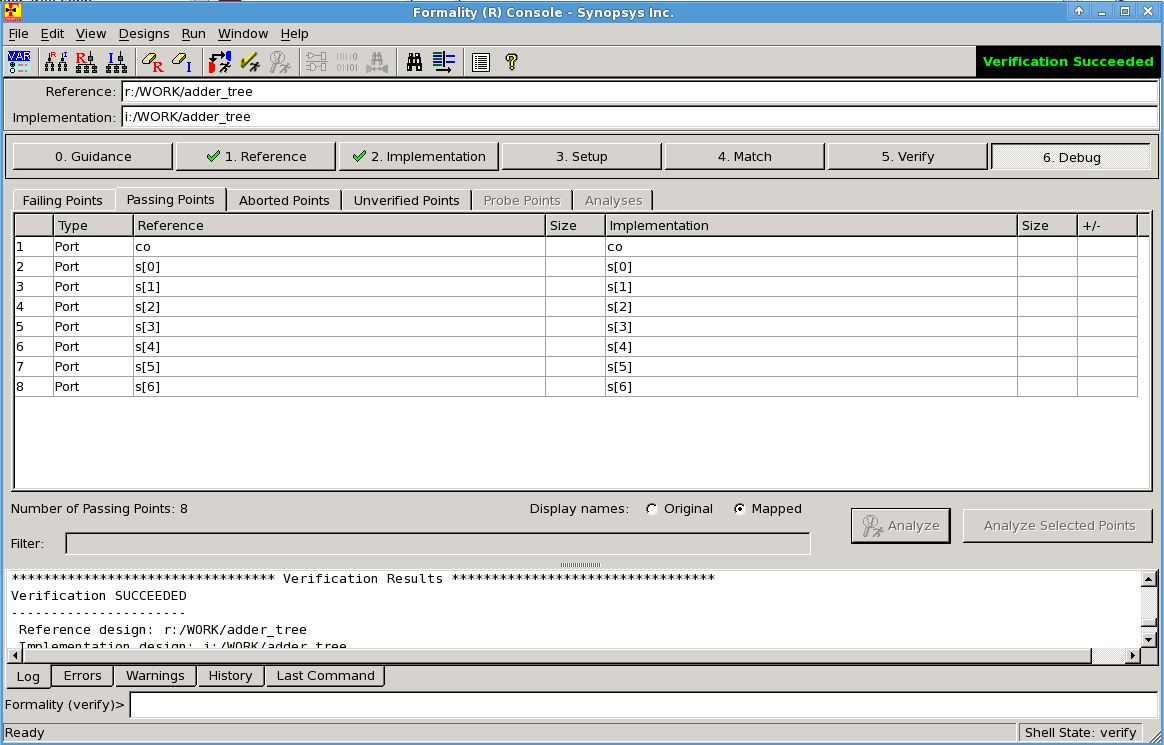 Formality (R) Console - Synopsys Inc.
File Edit View Designs Run Window Help
Verification Succeeded
Reference: r:/WORK/adder_tree
Implementation: i:/WORK/adder_tree
0. Guidance 1. Reference 2. Implementation 3. Setup 4. Match 5. Verify 6. Debug
Failing Points Passing Points Aborted Points Unverified Points Probe Points Analyses
Type Reference Size Implementation Size +/-
1 Port co co
2 Port s[0] s[0]
3 Port s[1] s[1]
4 Port s[2] s[2]
5 Port s[3] s[3]
6 Port s[4] s[4]
7 Port s[5] s[5]
8 Port s[6] s[6]
Number of Passing Points: 8 Display names: Original Mapped Analyze Analyze Selected Points
Filter:
********************************* Verification Results *********************************
Verification SUCCEEDED
----------------------
Reference design: r:/WORK/adder_tree
Implementation design: i:/WORK/adder_tree
Log Errors Warnings History Last Command
Formality (verify)>
Ready Shell State: verify